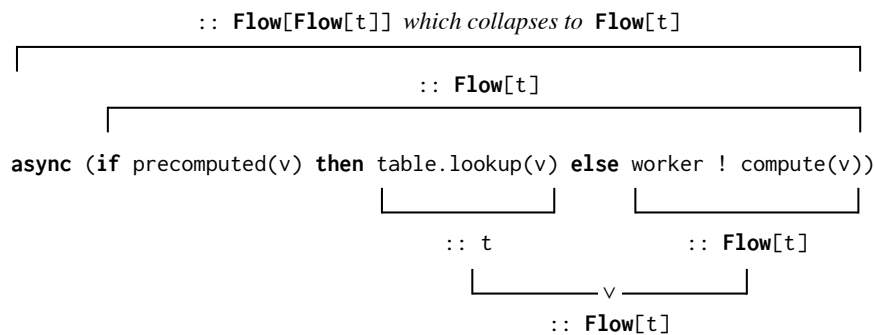 :: Flow[Flow[t]] which collapses to Flow[t]
:: Flow[t]
async (if precomputed(v) then table.lookup(v) else worker ! compute(v))
:: t :: Flow[t]
∨
:: Flow[t]